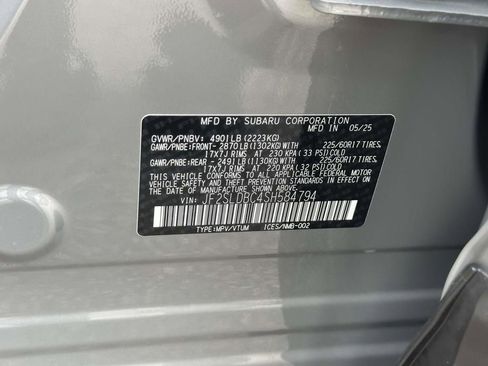 MFD BY SUBARU CORPORATION
MFD IN 05/25
GVWR/PNBV: 4901LB (2223KG)
GAWR/PNBE:FRONT- 2870LB (1302KG)WITH 225/60R17 TIRES,
17X7J RIMS AT 230 KPA (33 PSI) COLD
GAWR/PNBE:REAR - 2491LB (1130KG)WITH 225/60R17 TIRES,
17X7J RIMS AT 220 KPA (32 PSI) COLD
THIS VEHICLE CONFORMS TO ALL APPLICABLE FEDERAL MOTOR
VEHICLE SAFETY, BUMPER, AND THEFT PREVENTION STANDARDS IN
EFFECT ON THE DATE OF MANUFACTURE SHOWN ABOVE.
VIN: JF2SLDBC4SH584794
TYPE:MPV/VTUM ICES/NMB-002